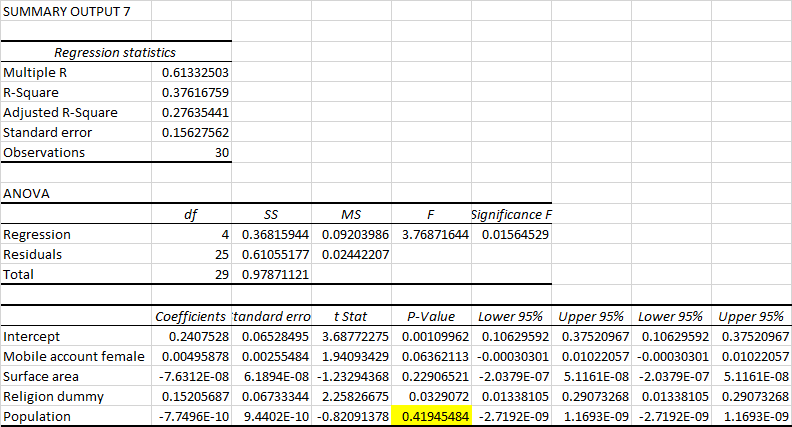 SUMMARY OUTPUT 7
Regression statistics
Multiple R 0.61332503
R-Square 0.37616759
Adjusted R-Square 0.27635441
Standard error 0.15627562
Observations 30
ANOVA
df SS MS F Significance F
Regression 4 0.36815944 0.09203986 3.76871644 0.01564529
Residuals 25 0.61055177 0.02442207
Total 29 0.97871121
Coefficients tandard erro t Stat P-Value Lower 95% Upper 95% Lower 95% Upper 95%
Intercept 0.2407528 0.06528495 3.68772275 0.00109962 0.10629592 0.37520967 0.10629592 0.37520967
Mobile account female 0.00495878 0.00255484 1.94093429 0.06362113 -0.00030301 0.01022057 -0.00030301 0.01022057
Surface area -7.6312E-08 6.1894E-08 -1.23294368 0.22906521 -2.0379E-07 5.1161E-08 -2.0379E-07 5.1161E-08
Religion dummy 0.15205687 0.06733344 2.25826675 0.0329072 0.01338105 0.29073268 0.01338105 0.29073268
Population -7.7496E-10 9.4402E-10 -0.82091378 0.41945484 -2.7192E-09 1.1693E-09 -2.7192E-09 1.1693E-09